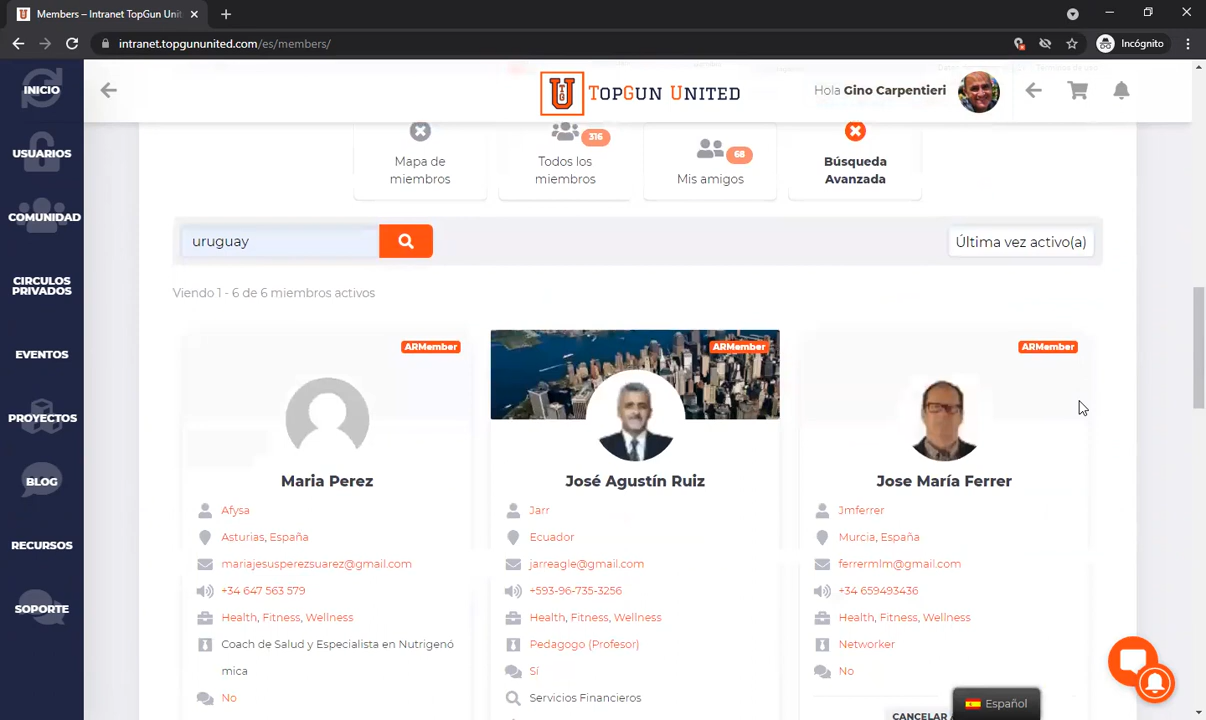 Members – Intranet TopGun Unit
intranet.topgununited.com/es/members/
Incógnito
INICIO
USUARIOS
COMUNIDAD
CIRCULOS
PRIVADOS
EVENTOS
PROYECTOS
BLOG
RECURSOS
SOPORTE
TOPGUN UNITED
Hola Gino Carpentieri
Mapa de
miembros
316
Todos los
miembros
68
Mis amigos
Búsqueda
Avanzada
uruguay
Última vez activo(a)
Viendo 1 - 6 de 6 miembros activos
ARMember
Maria Perez
Afysa
Asturias, España
mariajesusperezsuarez@gmail.com
+34 647 563 579
Health, Fitness, Wellness
Coach de Salud y Especialista en Nutrigenó
mica
No
ARMember
José Agustín Ruiz
Jarr
Ecuador
jarreagle@gmail.com
+593-96-735-3256
Health, Fitness, Wellness
Pedagogo (Profesor)
Sí
Servicios Financieros
ARMember
Jose María Ferrer
Jmferrer
Murcia, España
ferrermlm@gmail.com
+34 659493436
Health, Fitness, Wellness
Networker
No
CANCELAR
Español